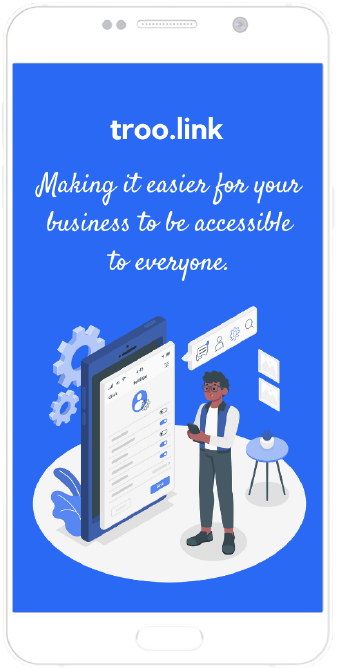 troo.link
Making it easier for your
business to be accessible
to everyone.